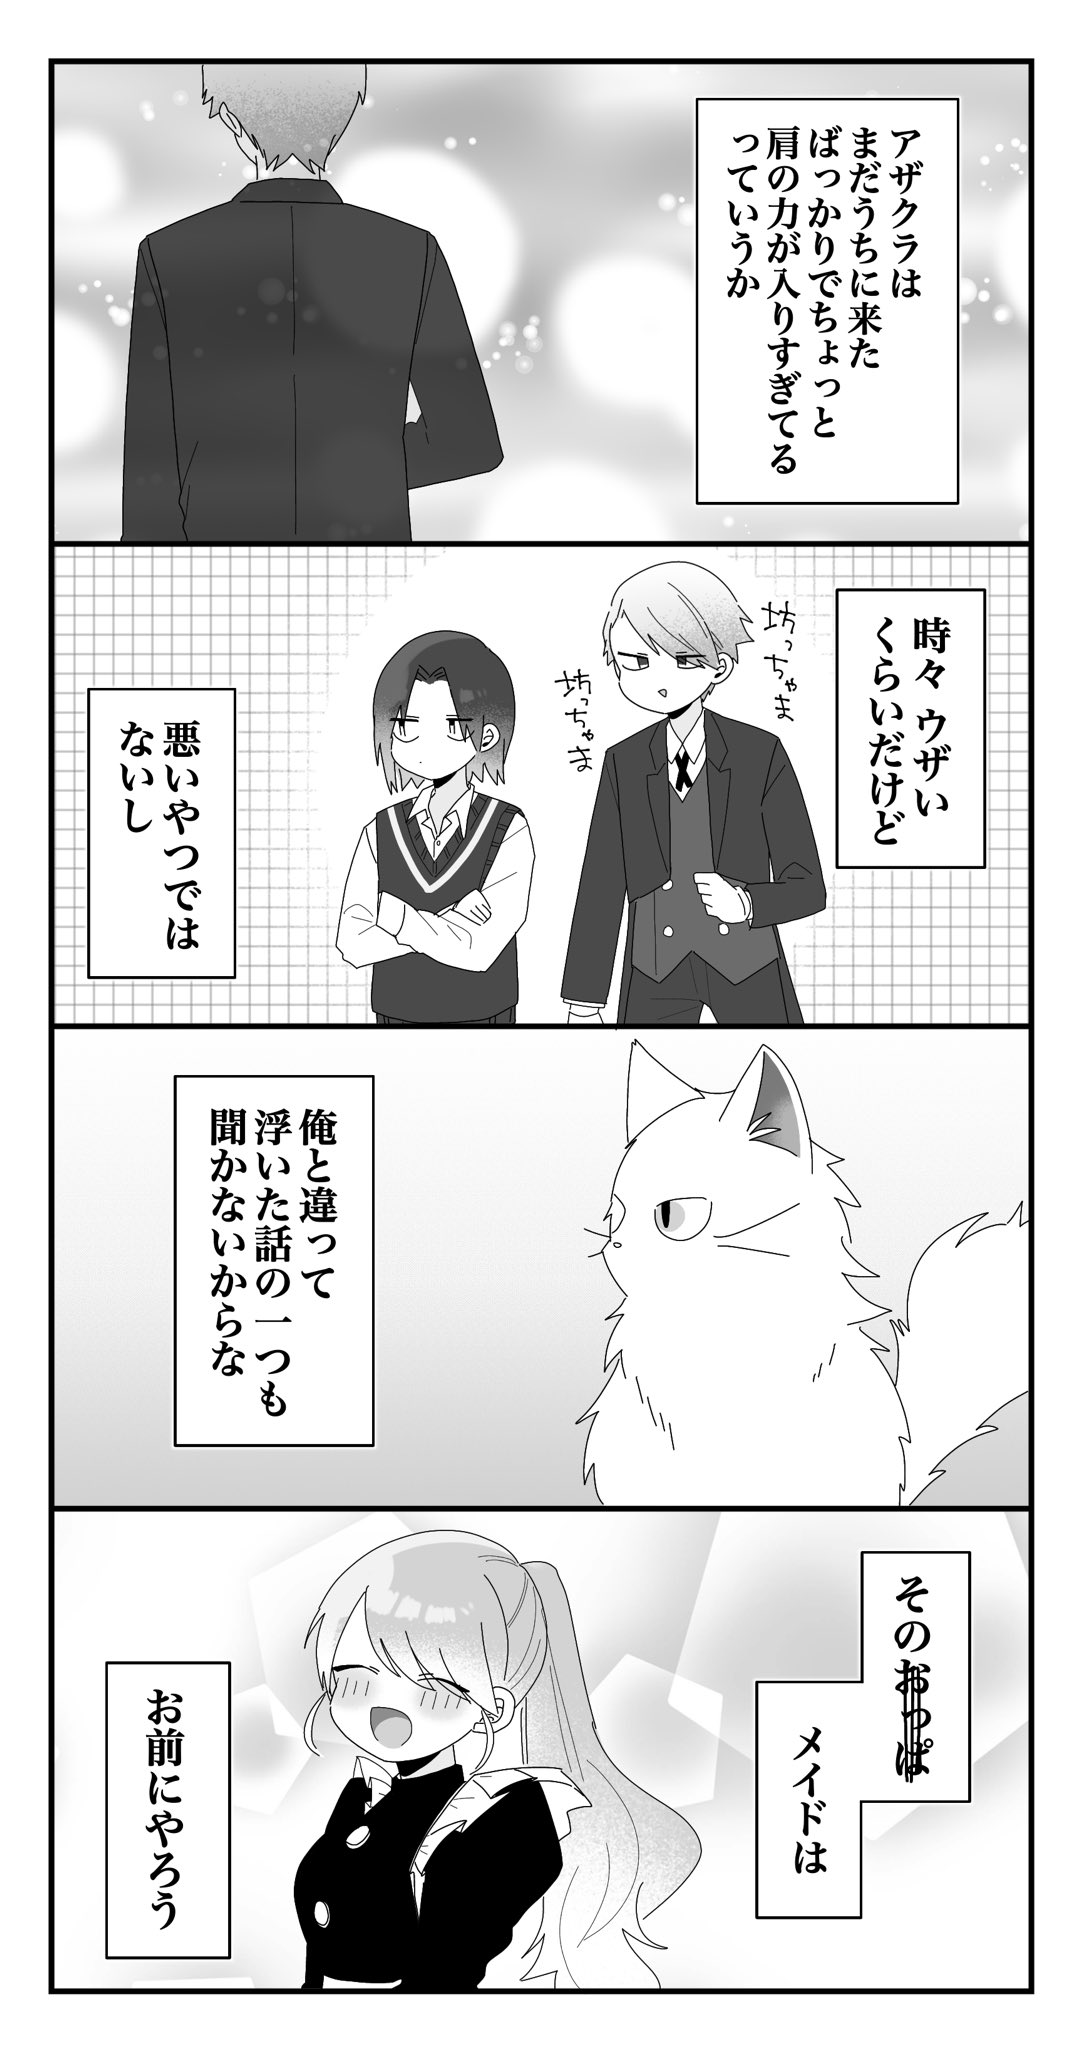 アザクラは
まだうちに来た
ばっかりでちょっと
肩の力が入りすぎてる
っていうか
時々ウザい
くらいだけど
坊っちゃま
坊っちゃま
悪いやつでは
ないし
俺と違って
浮いた話の一つも
聞かないからな
そのおっぱ
メイドは
お前にやろう